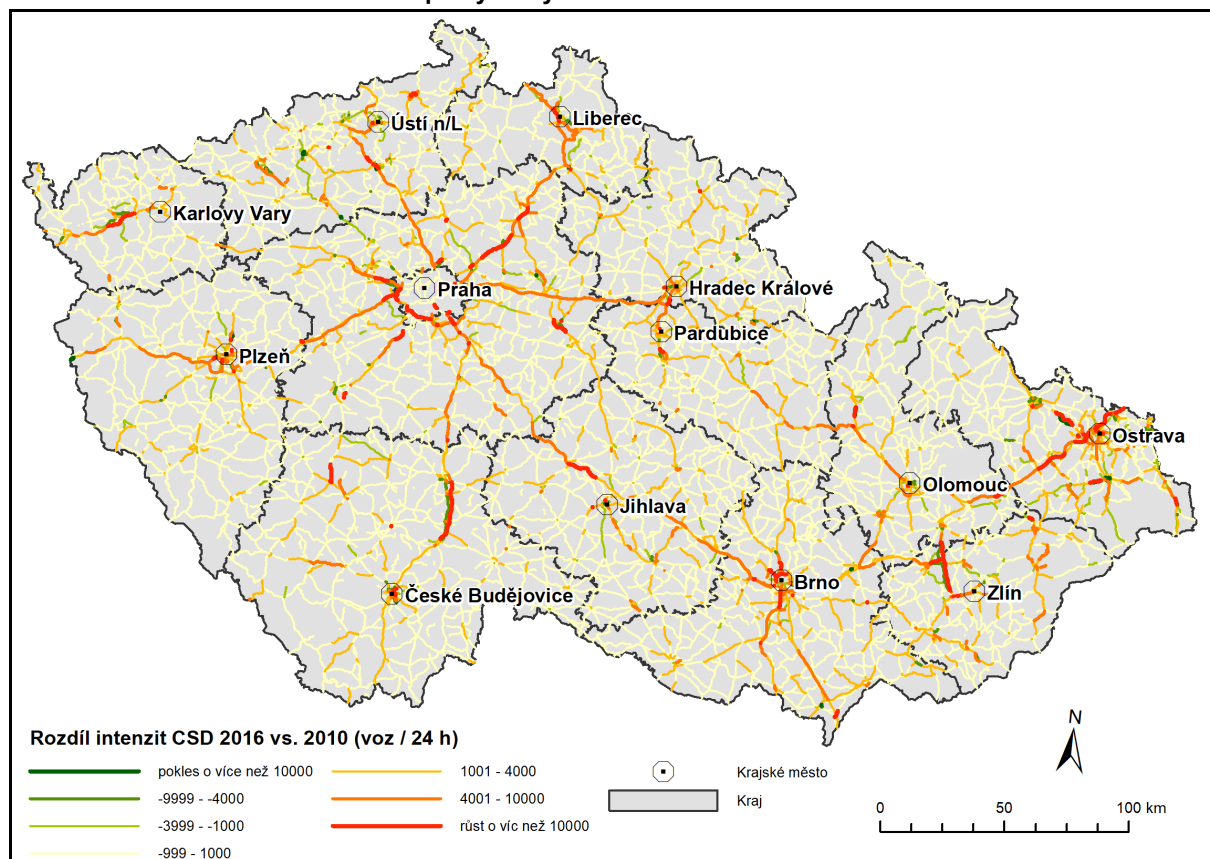 Ústí n/L
Liberec
Karlovy Vary
Praha
Hradec Králové
Pardubice
Plzeň
Ostrava
Olomouc
Jihlava
Brno
Zlín
České Budějovice
N
Rozdíl intenzit CSD 2016 vs. 2010 (voz / 24 h)
pokles o více než 10000
1001 - 4000
Krajské město
-9999 - -4000
4001 - 10000
Kraj
-3999 - -1000
růst o víc než 10000
-999 - 1000
0 50 100 km